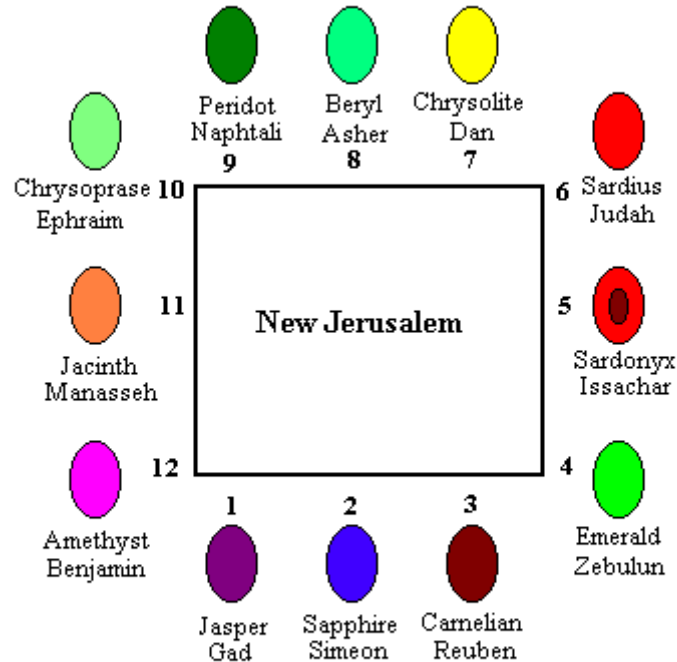 Peridot
Naphtali
9
Beryl
Asher
8
Chrysolite
Dan
7
Chrysoprase
Ephraim
10
6
Sardius
Judah
Jacinth
Manasseh
11
New Jerusalem
5
Sardonyx
Issachar
Amethyst
Benjamin
12
4
Emerald
Zebulun
1
Jasper
Gad
2
Sapphire
Simeon
3
Carnelian
Reuben